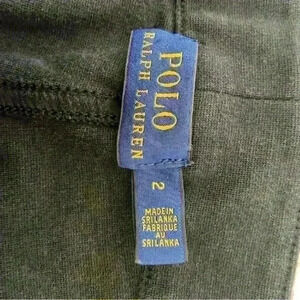 POLO
RALPH LAUREN
2
MADE IN
SRI LANKA
FABRIQUE
AU
SRI LANKA